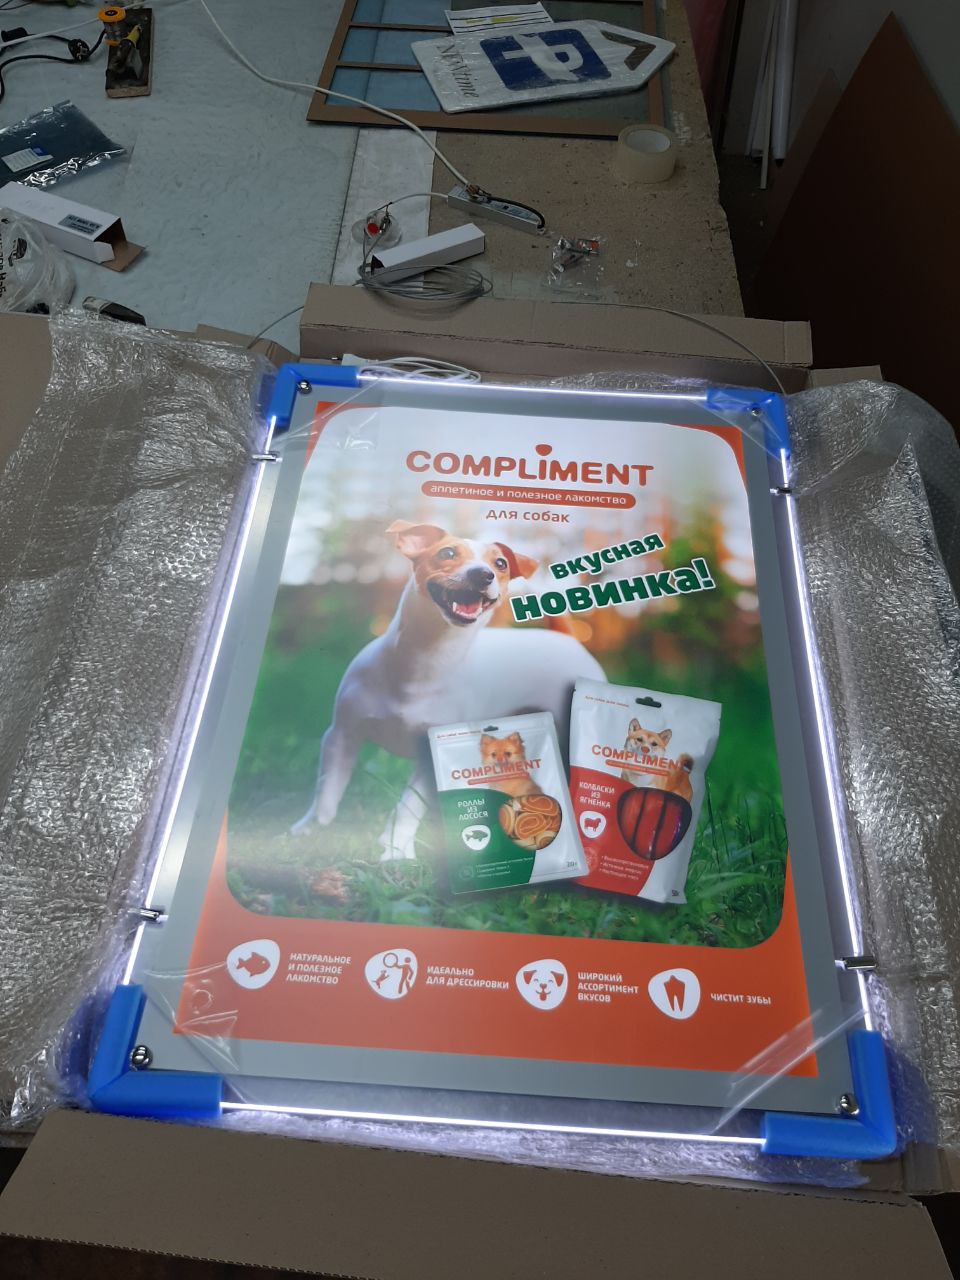 COMPLIMENT
аппетиное и полезное лакомство
для собак
вкусная
новинка!
COMPLIMENT
РОЛЛЫ
ИЗ
ЛОСОСЯ
COMPLIMENT
КОЛБАСКИ
ИЗ
ЯГНЕНКА
НАТУРАЛЬНОЕ
И ПОЛЕЗНОЕ
ЛАКОМСТВО
ИДЕАЛЬНО
ДЛЯ ДРЕССИРОВКИ
ШИРОКИЙ
АССОРТИМЕНТ
ВКУСОВ
ЧИСТИТ ЗУБЫ